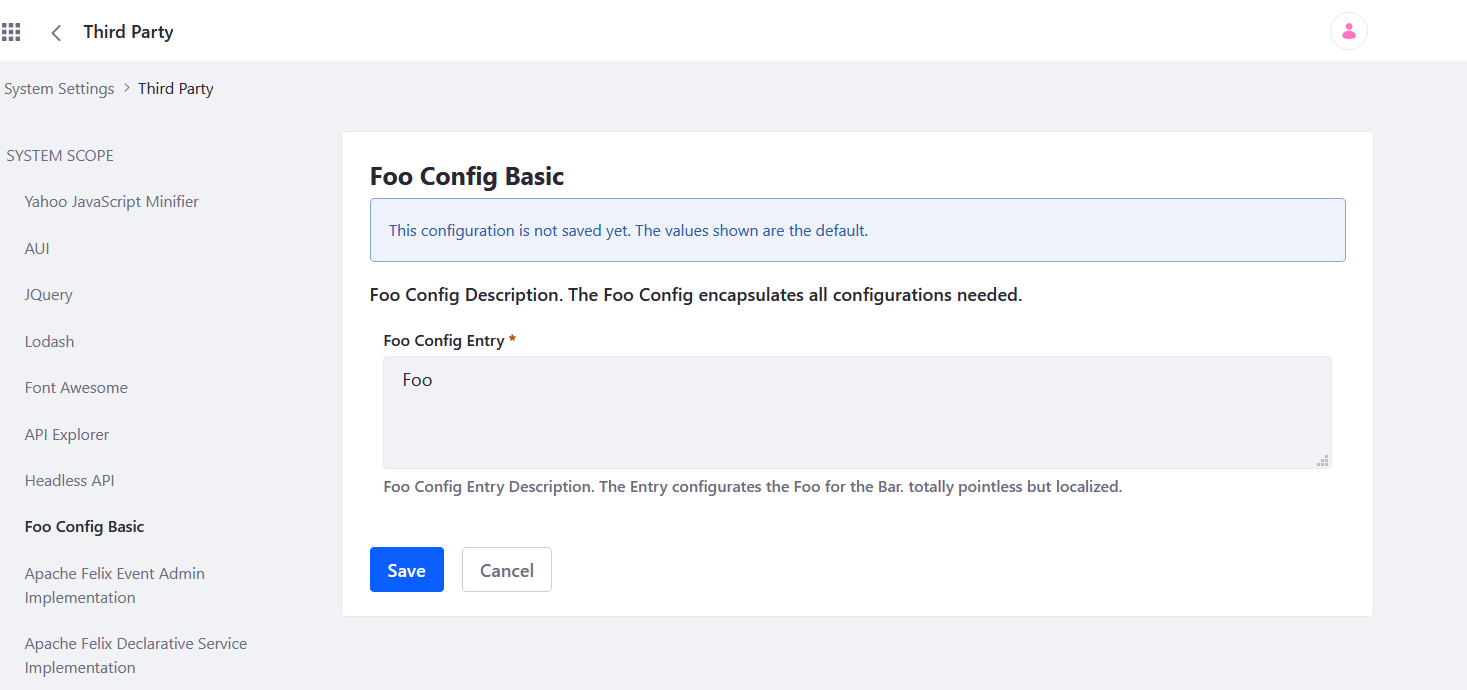 Third Party
System Settings > Third Party
SYSTEM SCOPE
Yahoo JavaScript Minifier
AUI
JQuery
Lodash
Font Awesome
API Explorer
Headless API
Foo Config Basic
Apache Felix Event Admin
Implementation
Apache Felix Declarative Service
Implementation
Foo Config Basic
This configuration is not saved yet. The values shown are the default.
Foo Config Description. The Foo Config encapsulates all configurations needed.
Foo Config Entry *
Foo
Foo Config Entry Description. The Entry configurates the Foo for the Bar. totally pointless but localized.
Save
Cancel